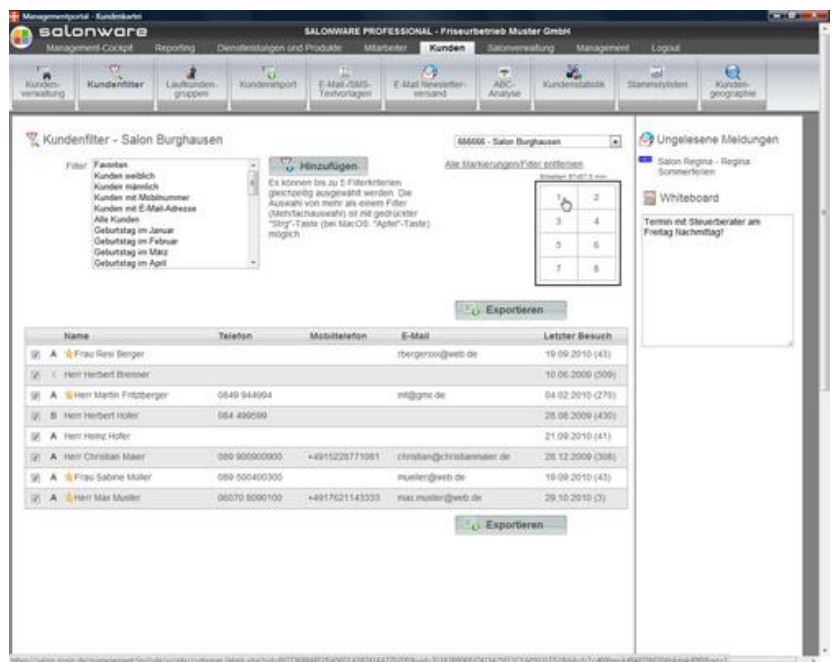 Managementportal - Kundenkartei
salonware
SALONWARE PROFESSIONAL - Friseurbetrieb Muster GmbH
Management-Cockpit Reporting Dienstleistungen und Produkte Mitarbeiter Kunden Salonverwaltung Management Logout
Kunden-verwaltung Kundenfilter Laufkunden-gruppen Kundenimport E-Mail-/SMS-Textvorlagen E-Mail Newsletter-versand ABC-Analyse Kundenstatistik Stammstylisten Kunden-geographie
Kundenfilter - Salon Burghausen
666666 - Salon Burghausen
Filter: Favoriten
Kunden weiblich
Kunden männlich
Kunden mit Mobilnummer
Kunden mit E-Mail-Adresse
Alle Kunden
Geburtstag im Januar
Geburtstag im Februar
Geburtstag im März
Geburtstag im April
Hinzufügen
Es können bis zu 5 Filterkriterien
gleichzeitig ausgewählt werden. Die
Auswahl von mehr als einem Filter
(Mehrfachauswahl) ist mit gedrückter
"Strg"-Taste (bei MacOS: "Apfel"-Taste)
möglich.
Alle Markierungen/Filter entfernen
1 2
3 4
5 6
7 8
Exportieren
Name Telefon Mobiltelefon E-Mail Letzter Besuch
A Frau Resi Berger 19.09.2010 (43)
X Herr Herbert Brenner 10.06.2009 (509)
A Herr Martin Fritzberger 0849 944994 mf@gmx.de 04.02.2010 (270)
B Herr Herbert Hofer 084 499599 28.08.2009 (430)
A Herr Heinz Hofer 21.09.2010 (41)
A Herr Christian Maier 089 900900900 +4915228771081 christian@christianmaier.de 28.12.2009 (308)
A Frau Sabine Müller 089 500400300 mueller@web.de 19.09.2010 (43)
A Herr Max Muster 08070 8090100 +4917621143333 max.muster@web.de 29.10.2010 (3)
Exportieren
Ungelesene Meldungen
Salon Regina - Regina:
Sommerferien
Whiteboard
Termin mit Steuerberater am
Freitag Nachmittag!